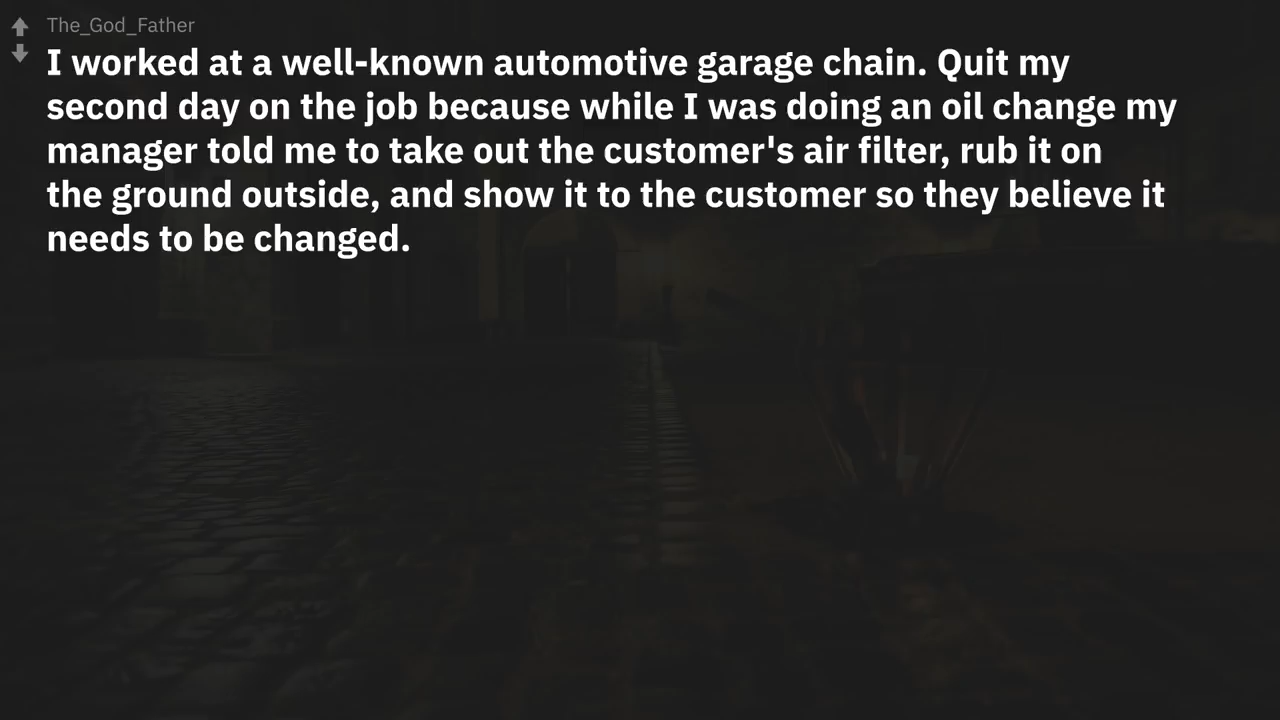 The_God_Father
I worked at a well-known automotive garage chain. Quit my
second day on the job because while I was doing an oil change my
manager told me to take out the customer's air filter, rub it on
the ground outside, and show it to the customer so they believe it
needs to be changed.